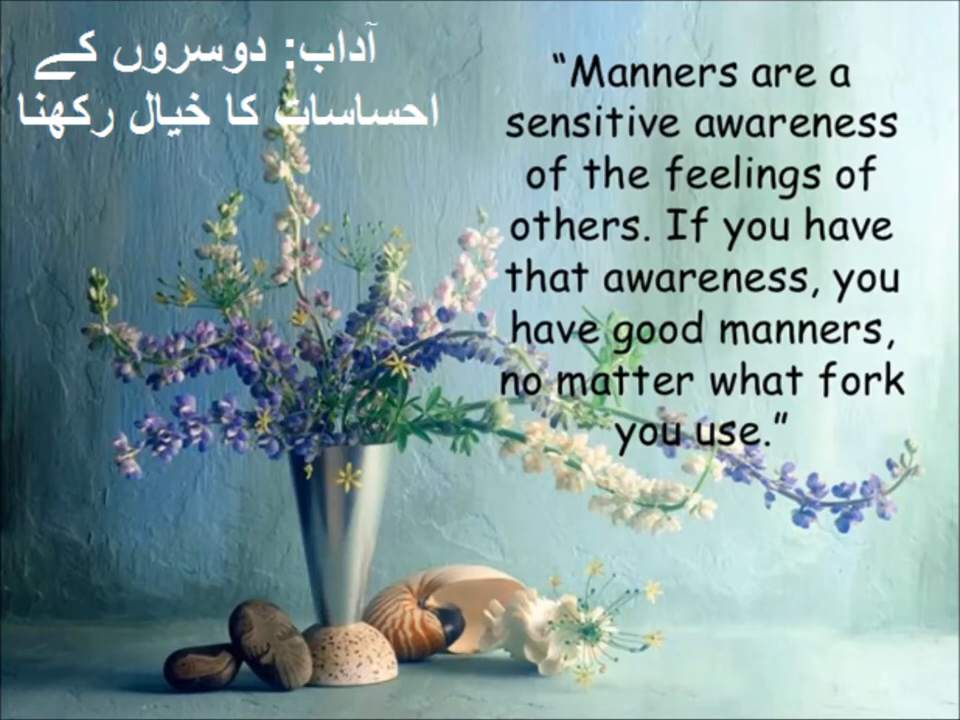 آداب: دوسروں کے
احساسات کا خیال رکھنا
“Manners are a
sensitive awareness
of the feelings of
others. If you have
that awareness, you
have good manners,
no matter what fork
you use.”